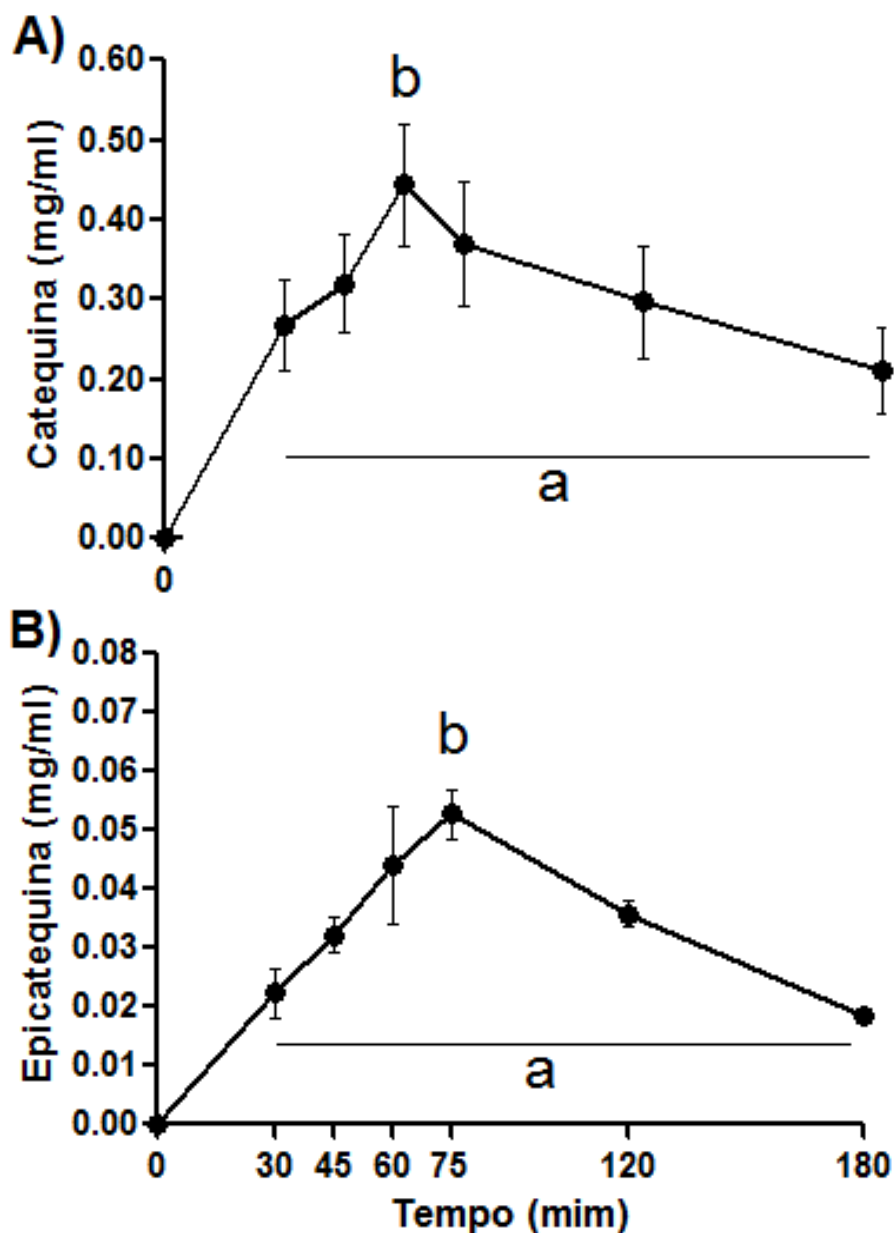 A)
Catequina (mg/ml)
0.60
0.50
0.40
0.30
0.20
0.10
0.00
b
a
0
B)
Epicatequina (mg/ml)
0.08
0.07
0.06
0.05
0.04
0.03
0.02
0.01
0.00
b
a
0 30 45 60 75 120 180
Tempo (mim)